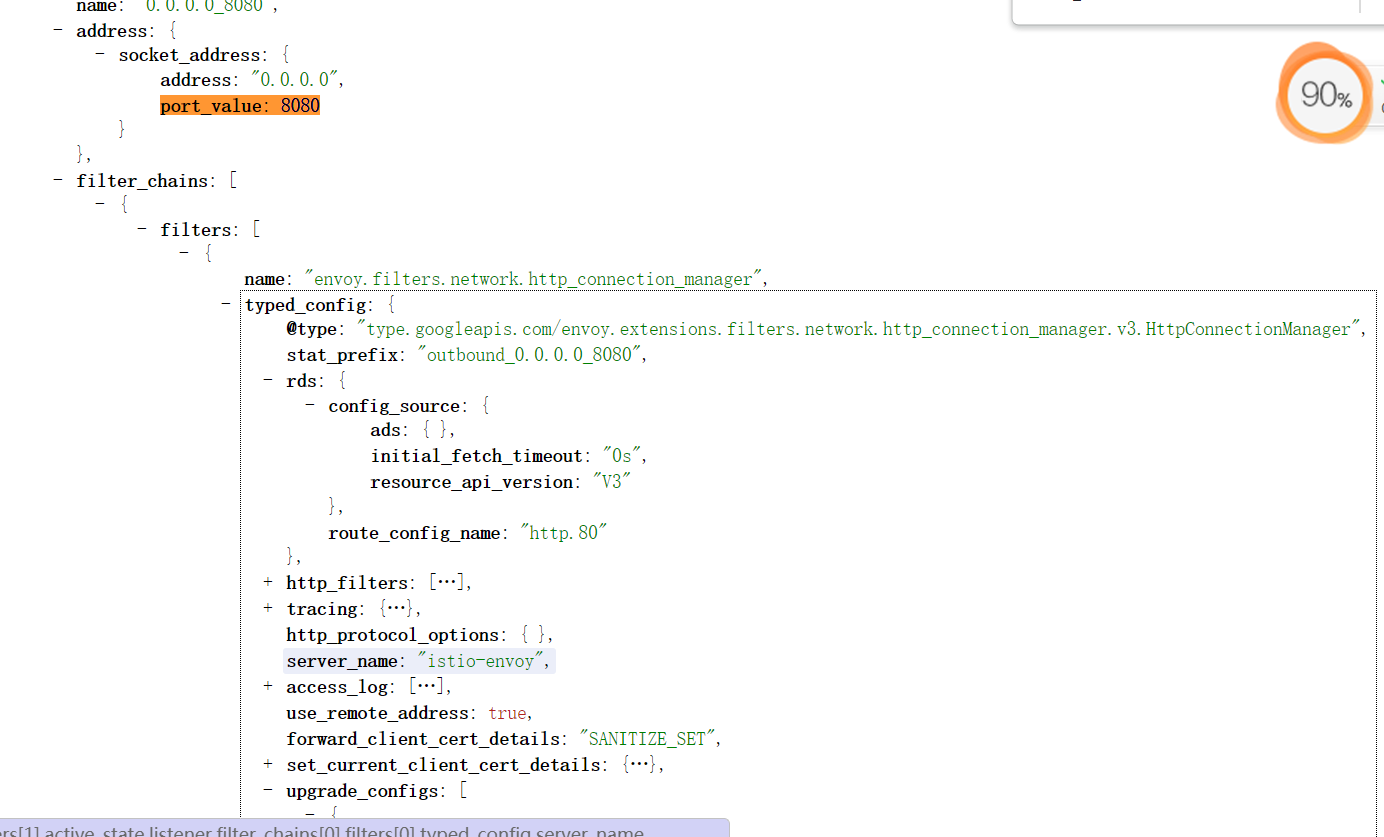 name: "0.0.0.0_8080",
- address: {
- socket_address: {
address: "0.0.0.0",
port_value: 8080
}
},
- filter_chains: [
- {
- filters: [
- {
name: "envoy.filters.network.http_connection_manager",
- typed_config: {
@type: "type.googleapis.com/envoy.extensions.filters.network.http_connection_manager.v3.HttpConnectionManager",
stat_prefix: "outbound_0.0.0.0_8080",
- rds: {
- config_source: {
ads: { },
initial_fetch_timeout: "0s",
resource_api_version: "V3"
},
route_config_name: "http.80"
},
+ http_filters: […],
+ tracing: {…},
http_protocol_options: { },
server_name: "istio-envoy",
+ access_log: […],
use_remote_address: true,
forward_client_cert_details: "SANITIZE_SET",
+ set_current_client_cert_details: {…},
- upgrade_configs: [
- {
ers[1].active_state.listener.filter_chains[0].filters[0].typed_config.server_name
90%